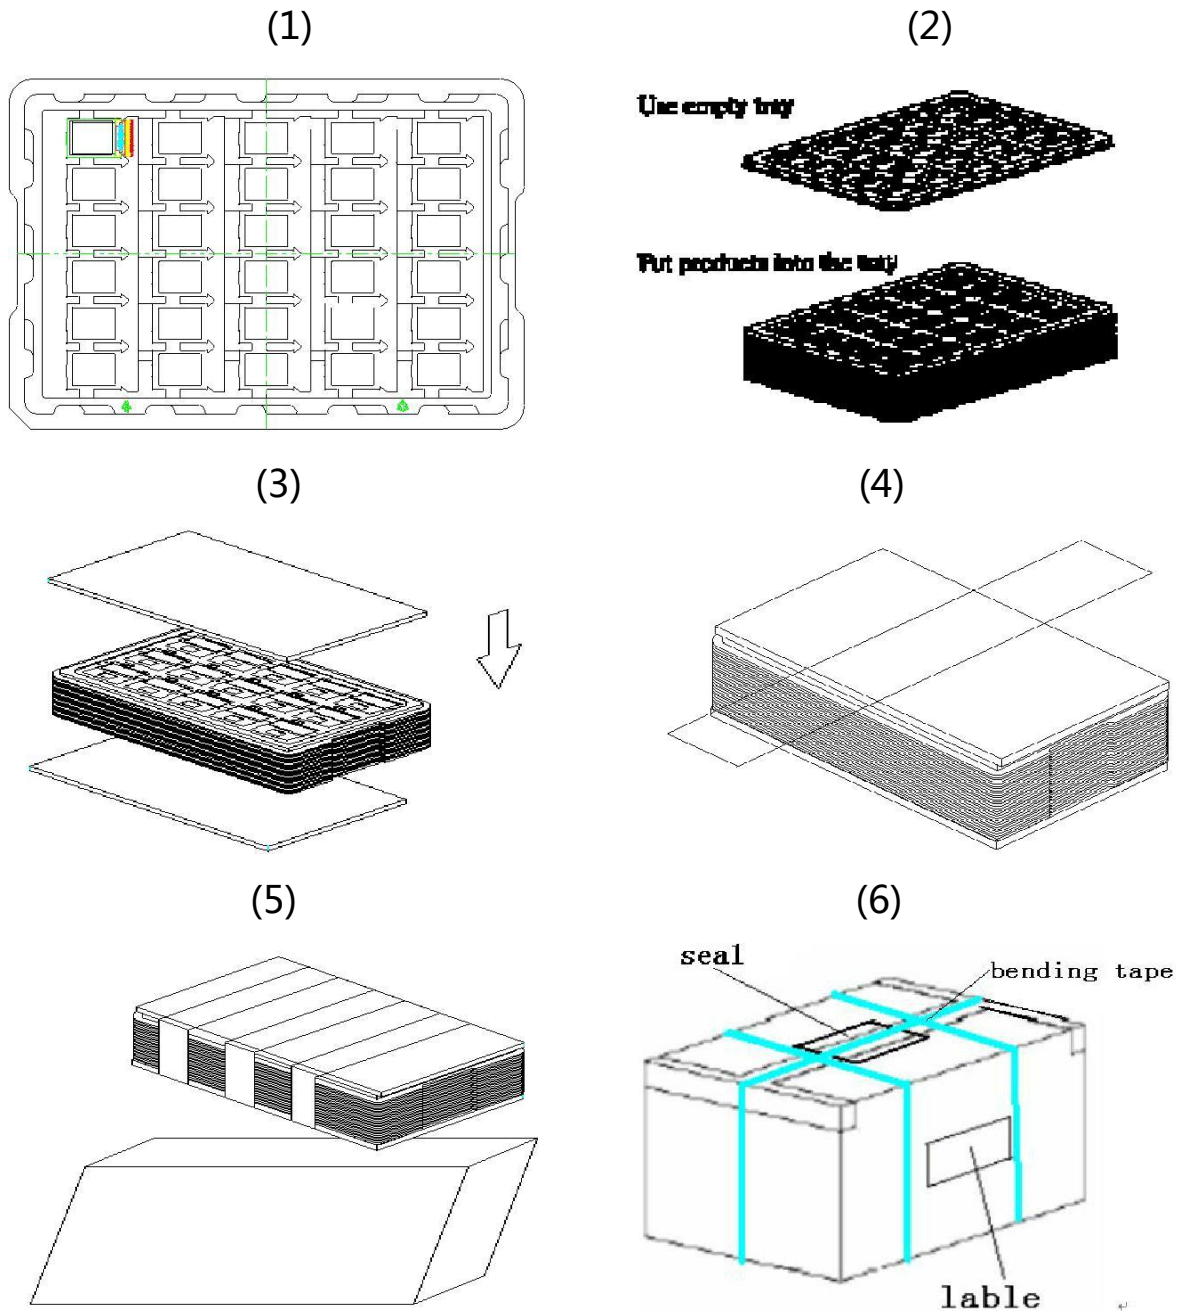 (1)
(2)
Use empty tray
Put products into the tray
(3)
(4)
(5)
(6)
seal
bending tape
lable